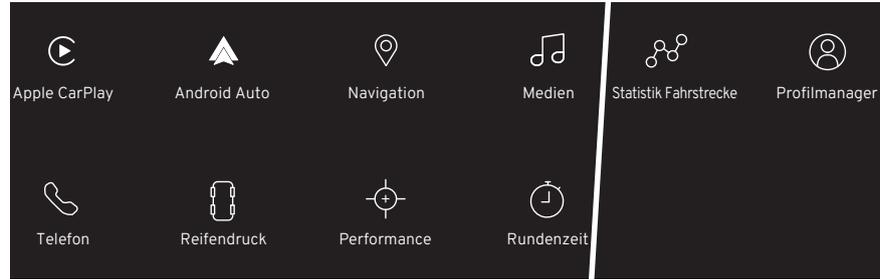 Apple CarPlay
Android Auto
Navigation
Medien
Statistik Fahrstrecke
Profilmanager
Telefon
Reifendruck
Performance
Rundenzeit